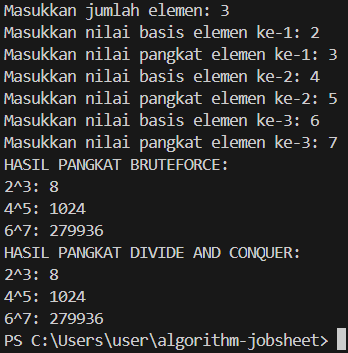 Masukkan jumlah elemen: 3
Masukkan nilai basis elemen ke-1: 2
Masukkan nilai pangkat elemen ke-1: 3
Masukkan nilai basis elemen ke-2: 4
Masukkan nilai pangkat elemen ke-2: 5
Masukkan nilai basis elemen ke-3: 6
Masukkan nilai pangkat elemen ke-3: 7
HASIL PANGKAT BRUTEFORCE:
2^3: 8
4^5: 1024
6^7: 279936
HASIL PANGKAT DIVIDE AND CONQUER:
2^3: 8
4^5: 1024
6^7: 279936
PS C:\Users\user\algorithm-jobsheet>